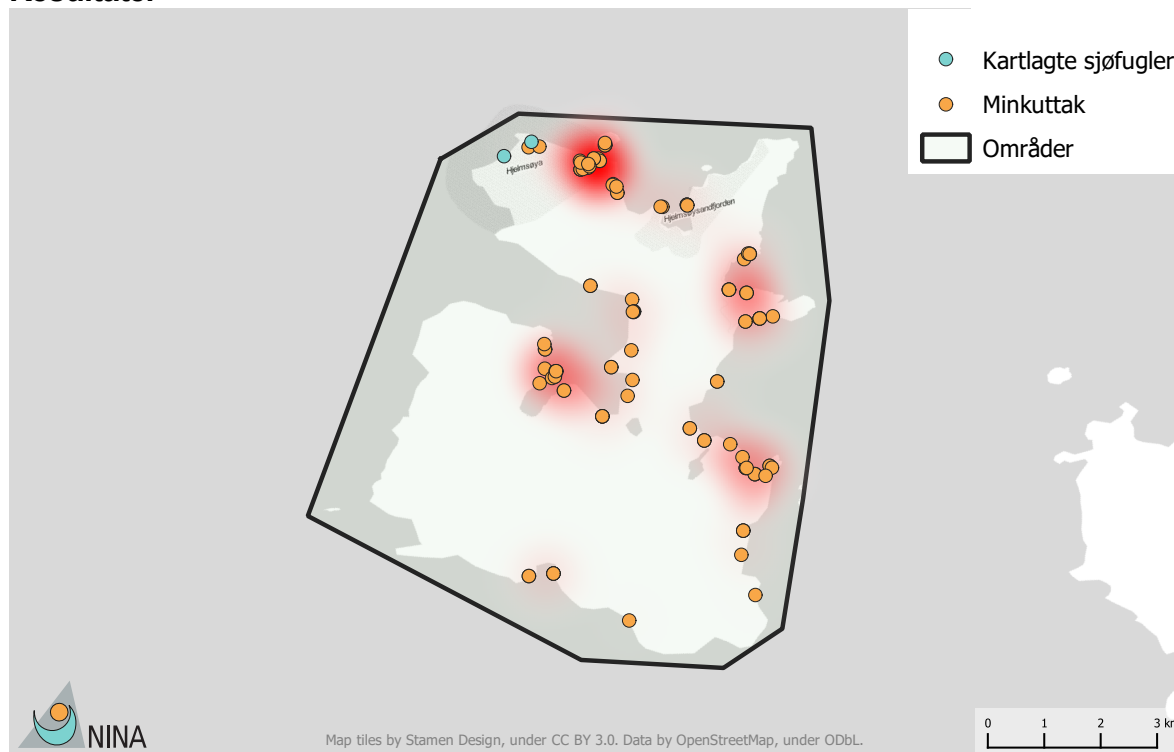 Kartlagte sjøfugler
Minkuttak
Områder
Hjelmsøya
Hjelmsøysandfjorden
NINA
Map tiles by Stamen Design, under CC BY 3.0. Data by OpenStreetMap, under ODbL.
0 1 2 3 km